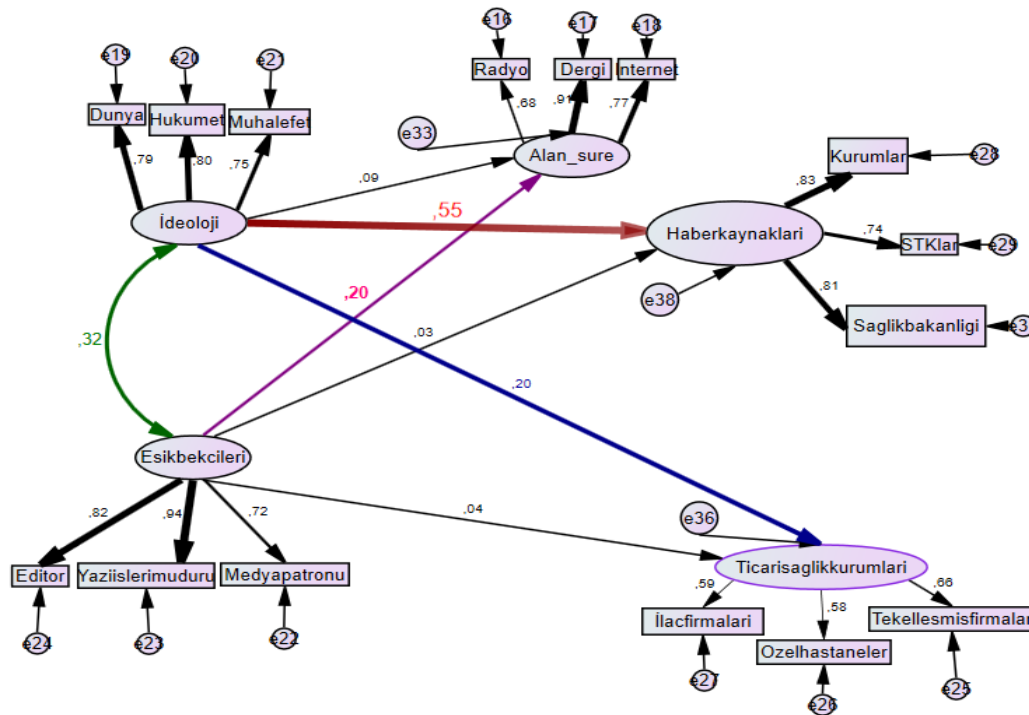 e16
e17
e18
e19
e20
e21
Radyo
Dergi
Internet
Dunya
Hukumet
Muhalefet
,68
,91
,77
e33
,79
,80
,75
Alan_sure
Kurumlar
e28
,09
,83
İdeoloji
,55
Haberkaynaklari
,74
STKlar
e29
e38
,20
,81
Saglikbakanligi
,32
,03
,20
Esikbekcileri
,82
,94
,72
,04
e36
Editor
Yaziislerimuduru
Medyapatronu
Ticarisaglikkurumlari
,59
,58
,66
e24
e23
e22
İlacfirmalari
Ozelhastaneler
Tekellesmisfirmalar
e27
e26
e25